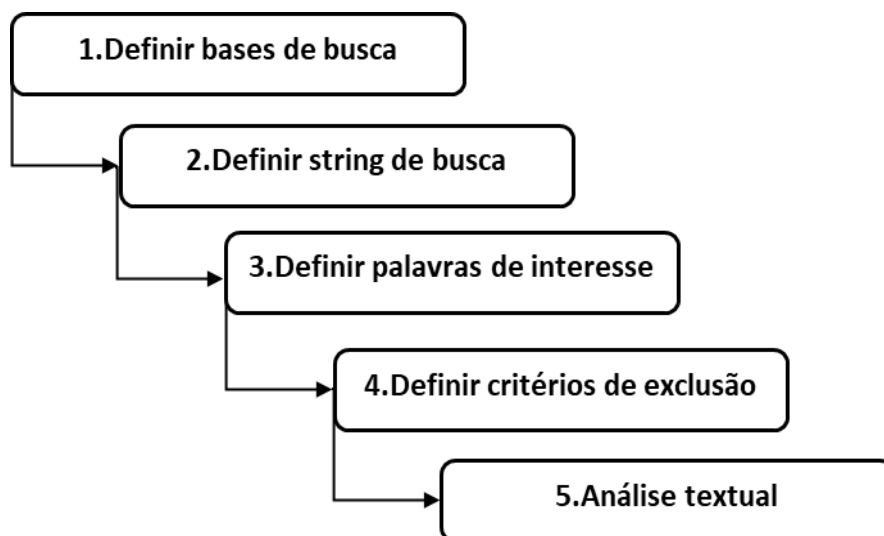 1.Definir bases de busca
2.Definir string de busca
3.Definir palavras de interesse
4.Definir critérios de exclusão
5.Análise textual